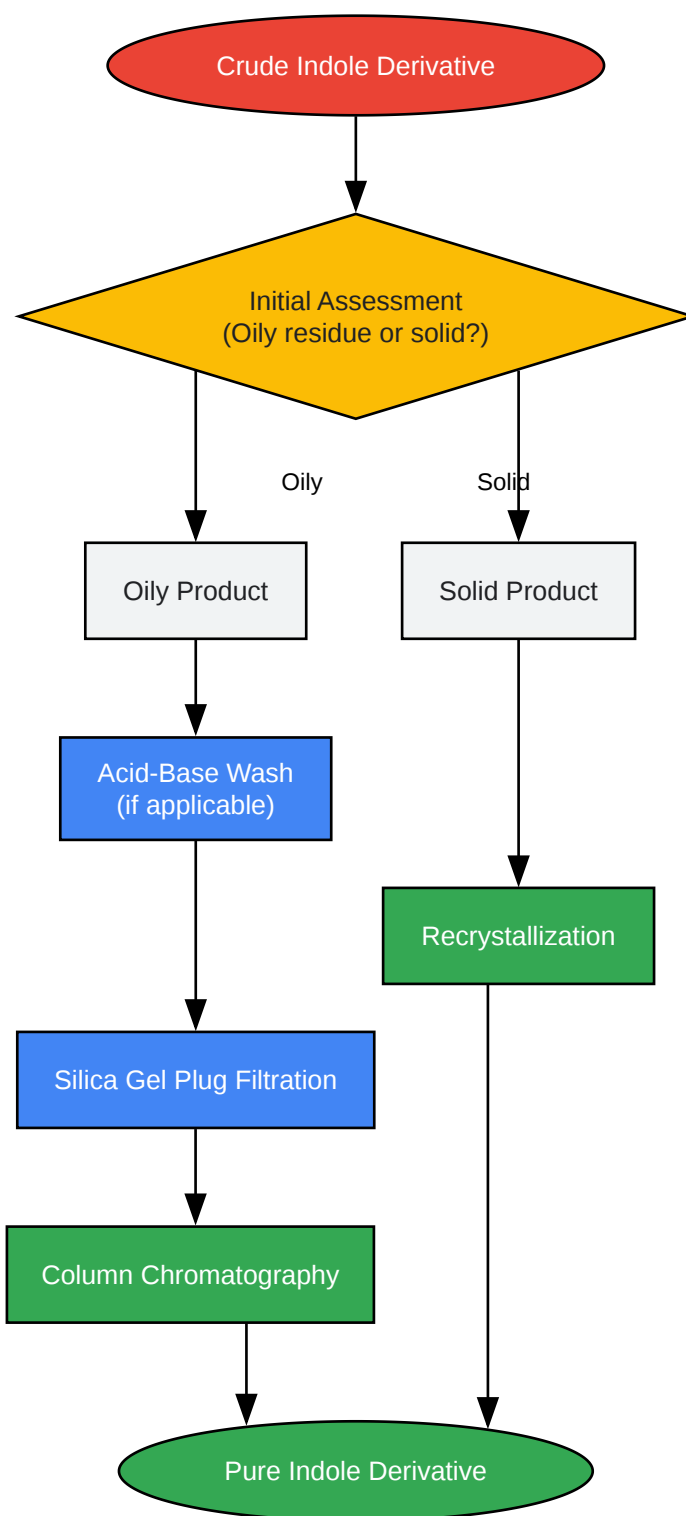 Crude Indole Derivative
Initial Assessment
(Oily residue or solid?)
Oily
Solid
Oily Product
Solid Product
Acid-Base Wash
(if applicable)
Recrystallization
Silica Gel Plug Filtration
Column Chromatography
Pure Indole Derivative